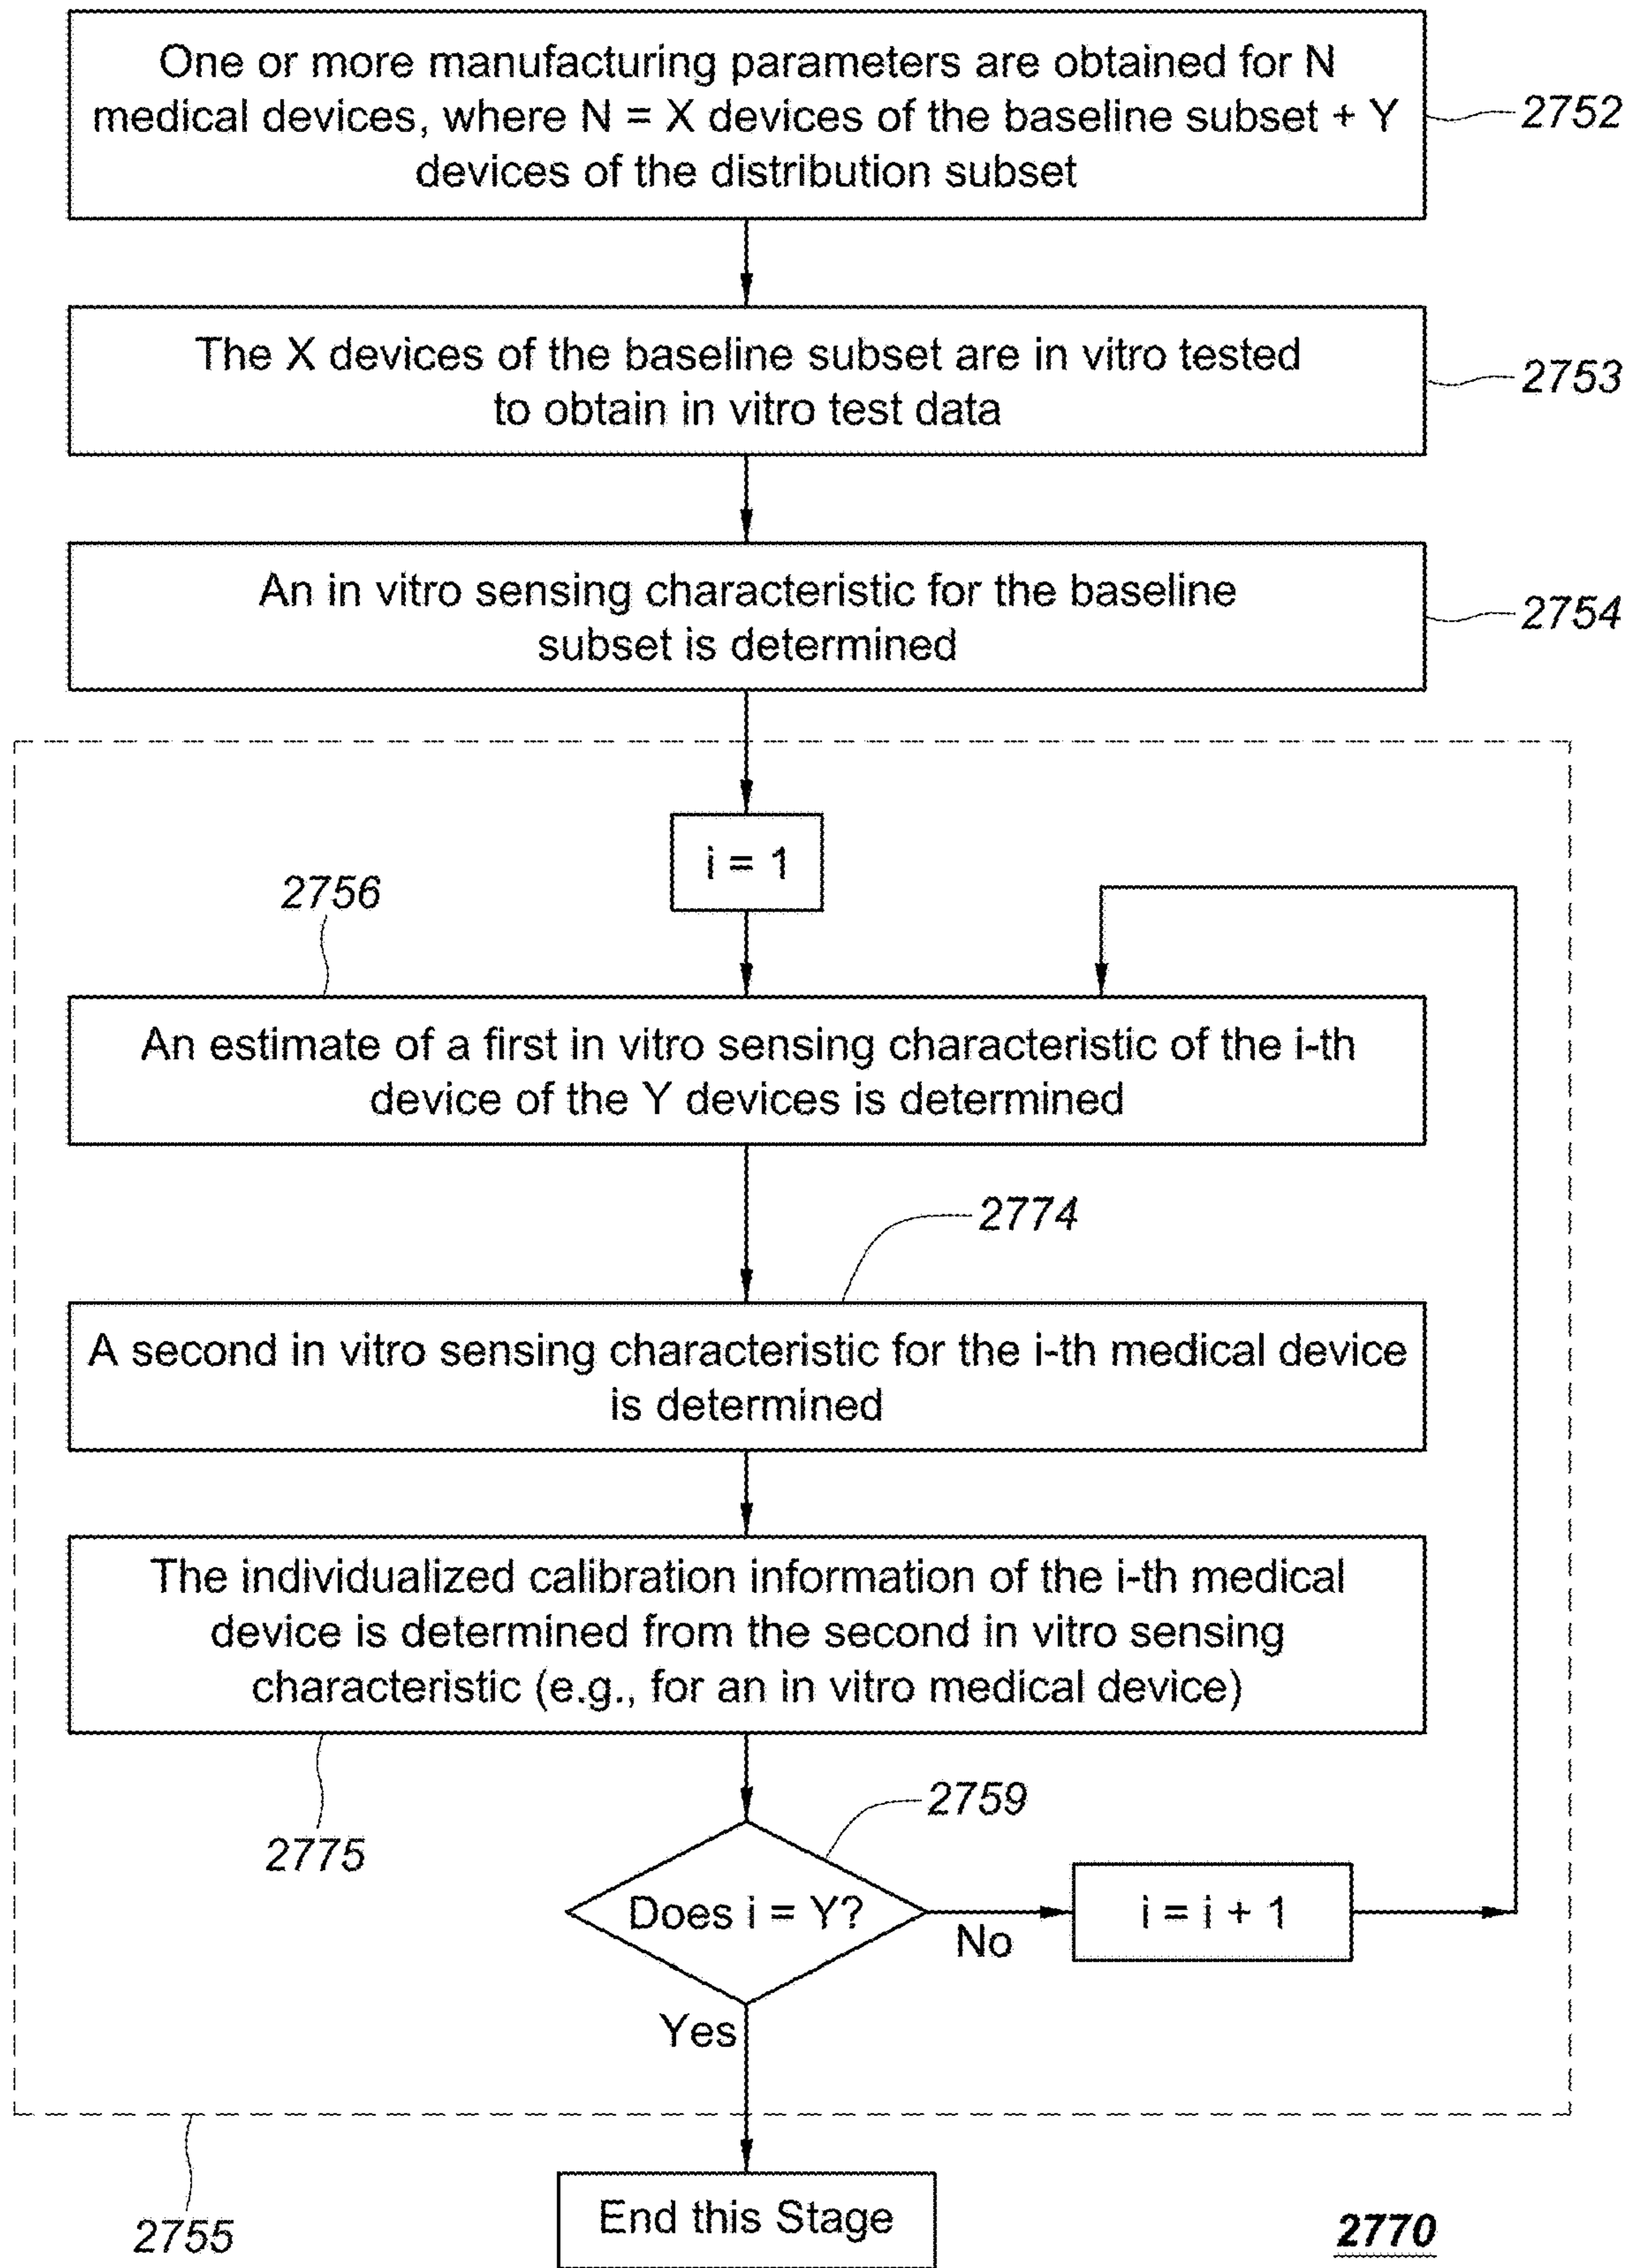 One or more manufacturing parameters are obtained for N
medical devices, where N = X devices of the baseline subset + Y
devices of the distribution subset
2752
The X devices of the baseline subset are in vitro tested
to obtain in vitro test data
2753
An in vitro sensing characteristic for the baseline
subset is determined
2754
i = 1
2756
An estimate of a first in vitro sensing characteristic of the i-th
device of the Y devices is determined
2774
A second in vitro sensing characteristic for the i-th medical device
is determined
The individualized calibration information of the i-th medical
device is determined from the second in vitro sensing
characteristic (e.g., for an in vitro medical device)
2775
2759
Does i = Y?
No
i = i + 1
Yes
End this Stage
2755
2770